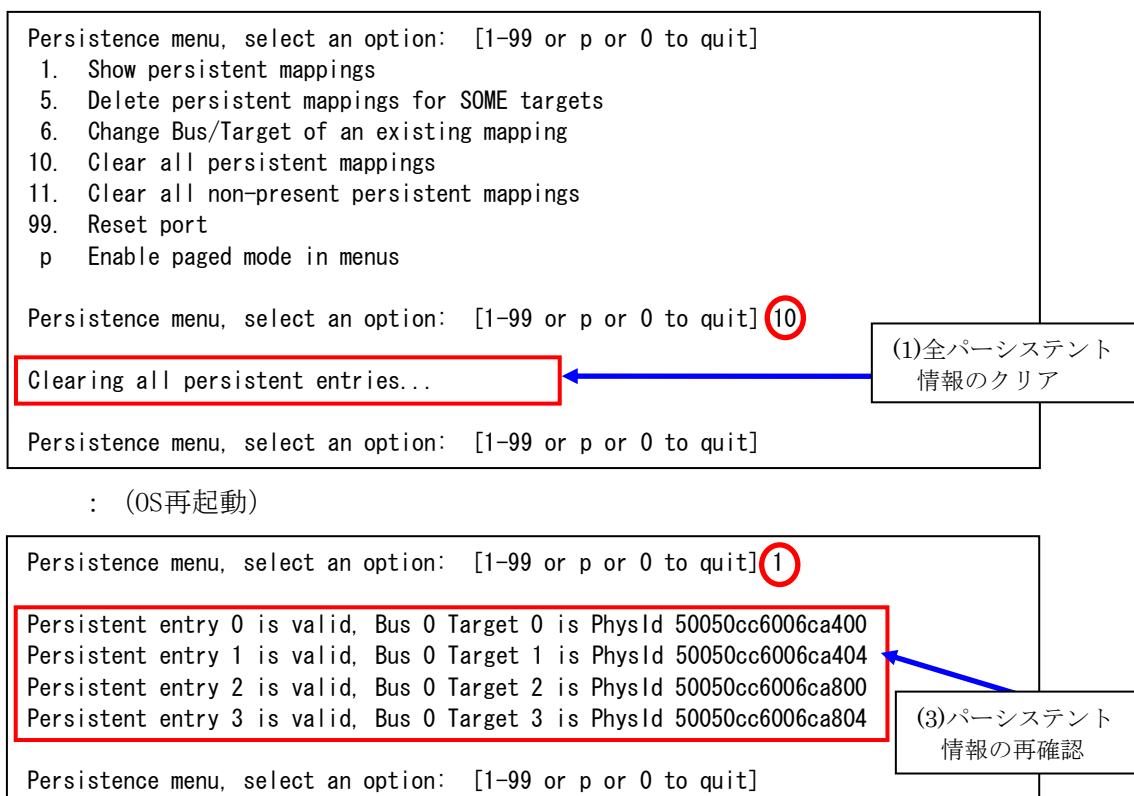 Persistence menu, select an option:  [1-99 or p or 0 to quit]
 1.  Show persistent mappings
 5.  Delete persistent mappings for SOME targets
 6.  Change Bus/Target of an existing mapping
10.  Clear all persistent mappings
11.  Clear all non-present persistent mappings
99.  Reset port
 p   Enable paged mode in menus
Persistence menu, select an option:  [1-99 or p or 0 to quit] 10
(1)全パーシステント
情報のクリア
Clearing all persistent entries...
Persistence menu, select an option:  [1-99 or p or 0 to quit]
: (OS再起動)
Persistence menu, select an option:  [1-99 or p or 0 to quit] 1
Persistent entry 0 is valid, Bus 0 Target 0 is PhysId 50050cc6006ca400
Persistent entry 1 is valid, Bus 0 Target 1 is PhysId 50050cc6006ca404
Persistent entry 2 is valid, Bus 0 Target 2 is PhysId 50050cc6006ca800
Persistent entry 3 is valid, Bus 0 Target 3 is PhysId 50050cc6006ca804
(3)パーシステント
情報の再確認
Persistence menu, select an option:  [1-99 or p or 0 to quit]